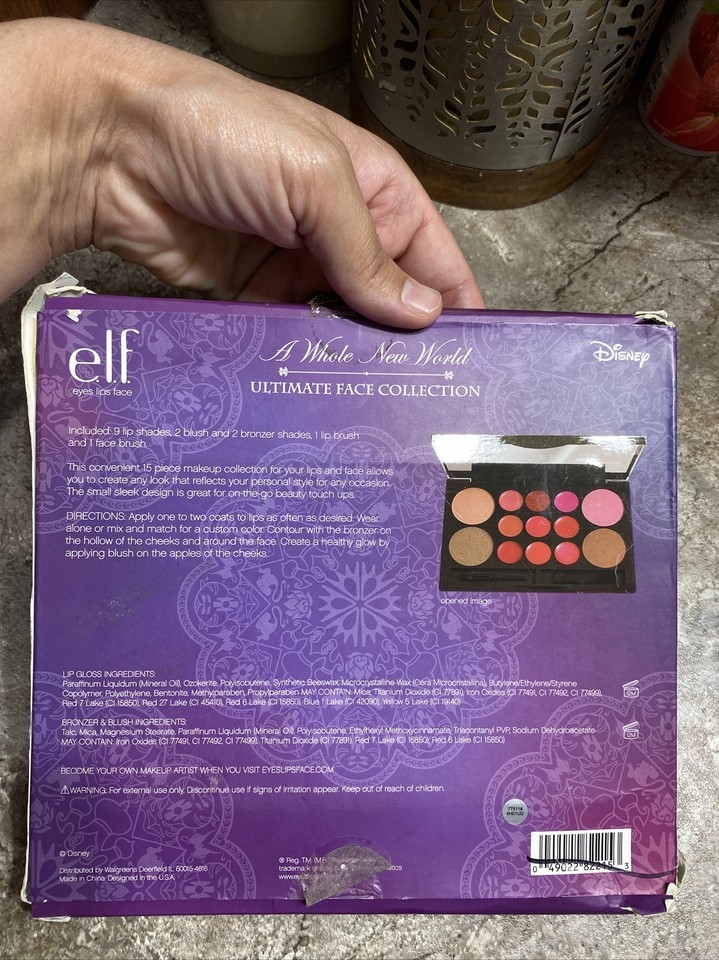 e.l.f.
eyes lips face
A Whole New World
ULTIMATE FACE COLLECTION
Disney
Included: 9 lip shades, 2 blush and 2 bronzer shades, 1 lip brush
and 1 face brush.
This convenient 15 piece makeup collection for your lips and face allows
you to create any look that reflects your personal style for any occasion.
The small sleek design is great for on-the-go beauty touch ups.
DIRECTIONS: Apply one to two coats to lips as often as desired. Wear
alone or mix and match for a custom color. Contour with the bronzer on
the hollow of the cheeks and around the face. Create a healthy glow by
applying blush on the apples of the cheeks.
opened image
LIP GLOSS INGREDIENTS:
Paraffinum Liquidum (Mineral Oil), Ozokerite, Polyisobutene, Synthetic Beeswax, Microcrystalline Wax (Cera Microcristallina), Butylene/Ethylene/Styrene
Copolymer, Polyethylene, Bentonite, Methylparaben, Propylparaben MAY CONTAIN: Mica, Titanium Dioxide (CI 77891), Iron Oxides (CI 77491, CI 77492, CI 77499),
Red 7 Lake (CI 15850), Red 27 Lake (CI 45410), Red 6 Lake (CI 15850), Blue 1 Lake (CI 42090), Yellow 5 Lake (CI 19140)
BRONZER & BLUSH INGREDIENTS:
Talc, Mica, Magnesium Stearate, Paraffinum Liquidum (Mineral Oil), Polyisobutene, Ethylhexyl Methoxycinnamate, Triacontanyl PVP, Sodium Dehydroacetate
MAY CONTAIN: Iron Oxides (CI 77491, CI 77492, CI 77499), Titanium Dioxide (CI 77891), Red 7 Lake (CI 15850), Red 6 Lake (CI 15850)
BECOME YOUR OWN MAKEUP ARTIST WHEN YOU VISIT EYESLIPSFACE.COM
WARNING: For external use only. Discontinue use if signs of irritation appear. Keep out of reach of children.
© Disney
Distributed by Walgreens Deerfield IL 60015-4616
Made in China. Designed in the U.S.A.
® Reg. TM,
0 49022 82215 3